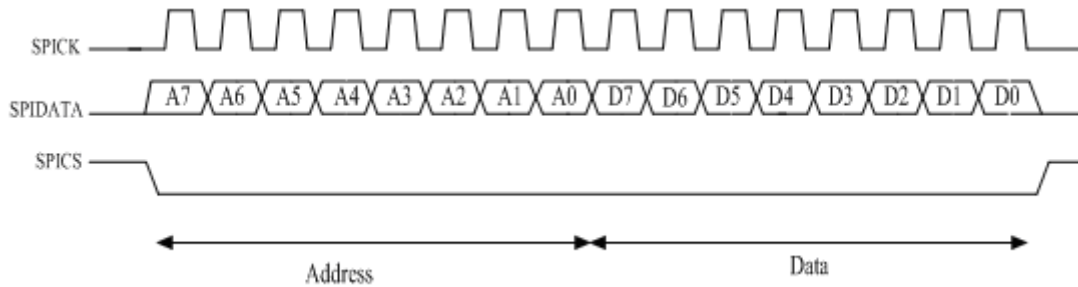 SPICK
SPIDATA A7 A6 A5 A4 A3 A2 A1 A0 D7 D6 D5 D4 D3 D2 D1 D0
SPICS
Address Data